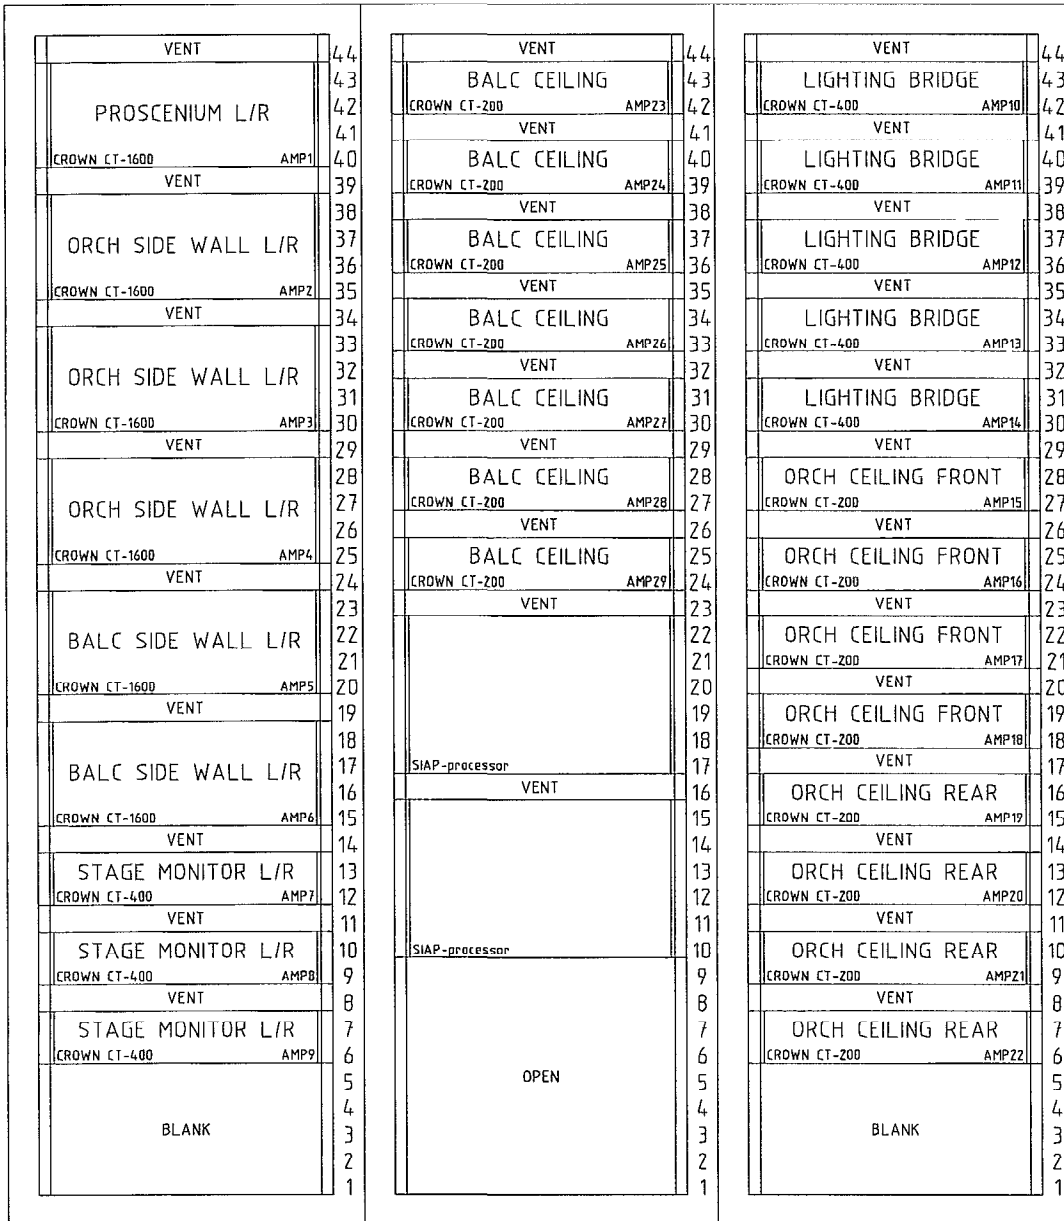 VENT
44
43
PROSCENIUM L/R
42
41
CROWN CT-1600 AMP1
40
VENT
39
38
ORCH SIDE WALL L/R
37
36
CROWN CT-1600 AMP2
35
VENT
34
33
ORCH SIDE WALL L/R
32
31
CROWN CT-1600 AMP3
30
VENT
29
28
ORCH SIDE WALL L/R
27
26
CROWN CT-1600 AMP4
25
VENT
24
23
BALC SIDE WALL L/R
22
21
CROWN CT-1600 AMP5
20
VENT
19
18
BALC SIDE WALL L/R
17
16
CROWN CT-1600 AMP6
15
VENT
14
STAGE MONITOR L/R
13
CROWN CT-400 AMP7
12
VENT
11
STAGE MONITOR L/R
10
CROWN CT-400 AMP8
9
VENT
8
STAGE MONITOR L/R
7
CROWN CT-400 AMP9
6
5
4
BLANK
3
2
1
VENT
44
BALC CEILING
43
CROWN CT-200 AMP23
42
VENT
41
BALC CEILING
40
CROWN CT-200 AMP24
39
VENT
38
BALC CEILING
37
CROWN CT-200 AMP25
36
VENT
35
BALC CEILING
34
CROWN CT-200 AMP26
33
VENT
32
BALC CEILING
31
CROWN CT-200 AMP27
30
VENT
29
BALC CEILING
28
CROWN CT-200 AMP28
27
VENT
26
BALC CEILING
25
CROWN CT-200 AMP29
24
VENT
23
22
21
20
19
18
SIAP-processor
17
VENT
16
15
14
13
12
11
SIAP-processor
10
9
8
7
6
OPEN
5
4
3
2
1
VENT
44
LIGHTING BRIDGE
43
CROWN CT-400 AMP10
42
VENT
41
LIGHTING BRIDGE
40
CROWN CT-400 AMP11
39
VENT
38
LIGHTING BRIDGE
37
CROWN CT-400 AMP12
36
VENT
35
LIGHTING BRIDGE
34
CROWN CT-400 AMP13
33
VENT
32
LIGHTING BRIDGE
31
CROWN CT-400 AMP14
30
VENT
29
ORCH CEILING FRONT
28
CROWN CT-200 AMP15
27
VENT
26
ORCH CEILING FRONT
25
CROWN CT-200 AMP16
24
VENT
23
ORCH CEILING FRONT
22
CROWN CT-200 AMP17
21
VENT
20
ORCH CEILING FRONT
19
CROWN CT-200 AMP18
18
VENT
17
ORCH CEILING REAR
16
CROWN CT-200 AMP19
15
VENT
14
ORCH CEILING REAR
13
CROWN CT-200 AMP20
12
VENT
11
ORCH CEILING REAR
10
CROWN CT-200 AMP21
9
VENT
8
ORCH CEILING REAR
7
CROWN CT-200 AMP22
6
5
4
BLANK
3
2
1